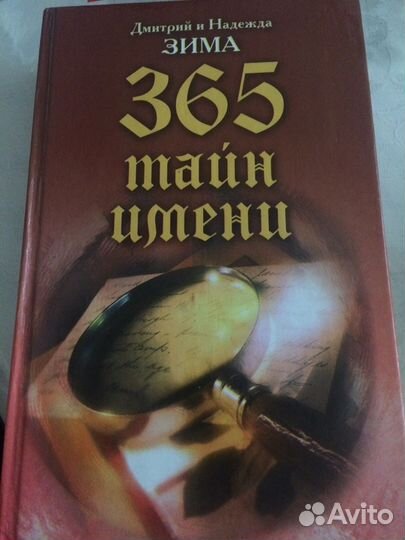 Дмитрий и Надежда
ЗИМА
365
тайн
имени
Avito